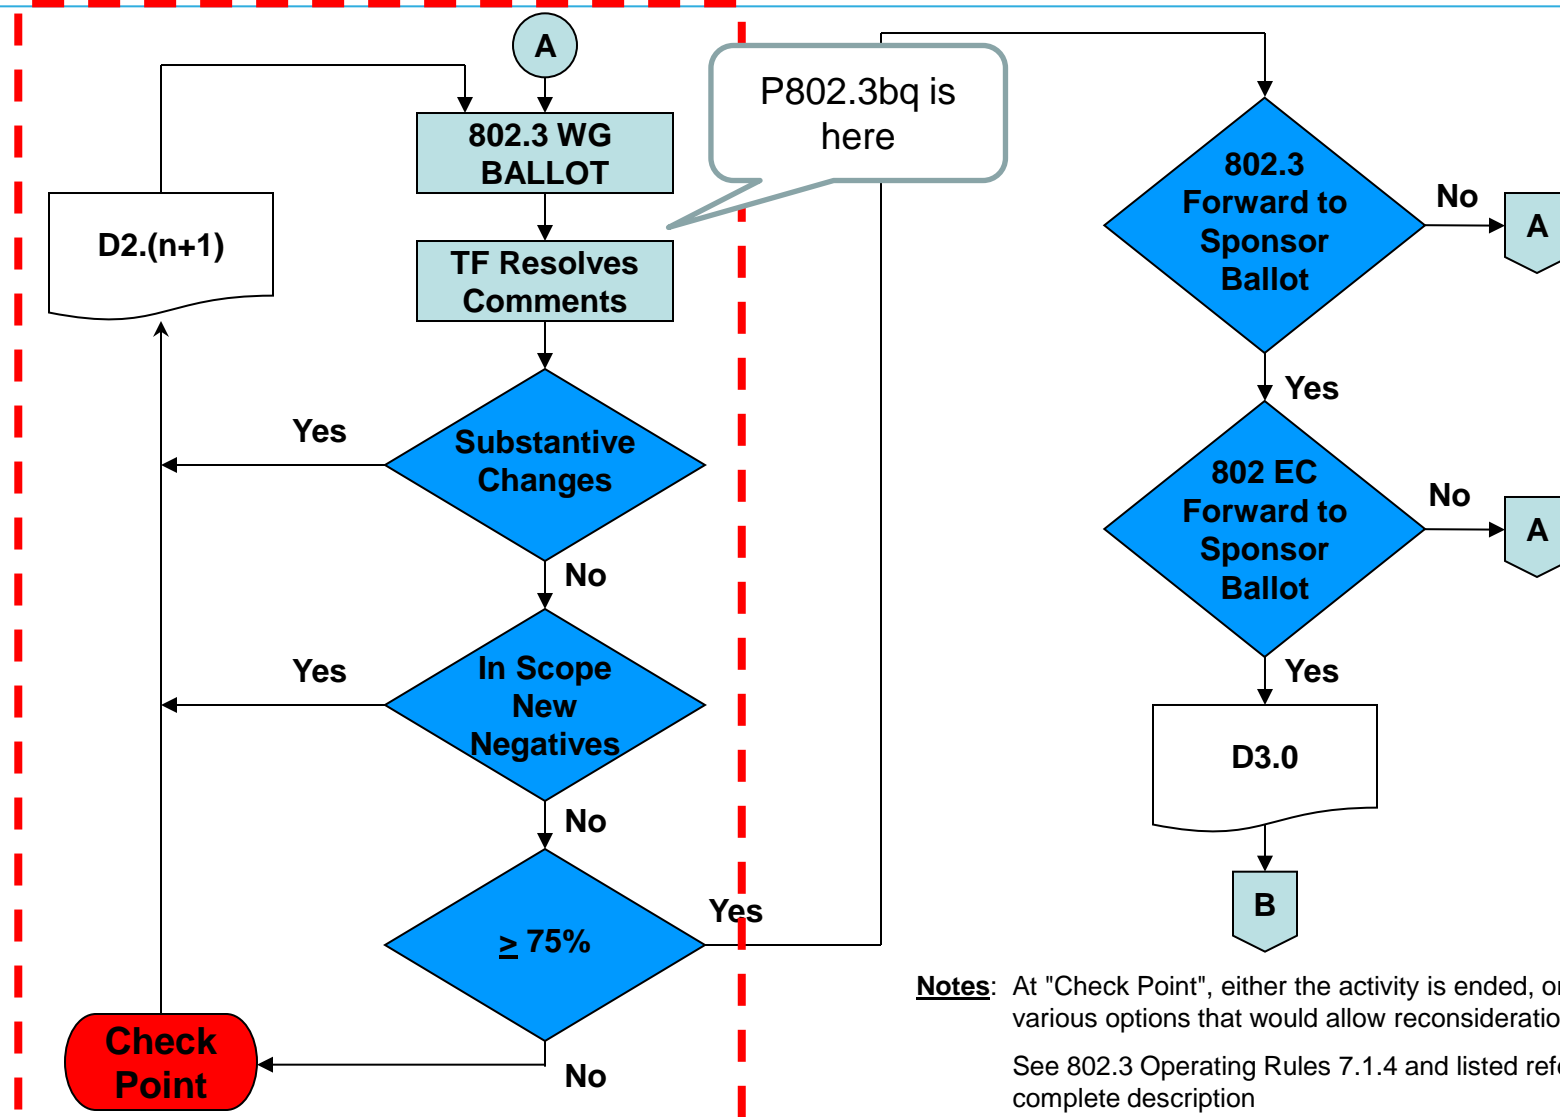 A
802.3 WG
BALLOT
P802.3bq is
here
D2.(n+1)
TF Resolves
Comments
Yes
Substantive
Changes
No
Yes
In Scope
New
Negatives
No
≥ 75%
Yes
No
Check
Point
802.3
Forward to
Sponsor
Ballot
No
A
Yes
802 EC
Forward to
Sponsor
Ballot
No
A
Yes
D3.0
B
Notes: At "Check Point", either the activity is ended, or
various options that would allow
See 802.3 Operating Rules 7.1.4 and listed
complete description